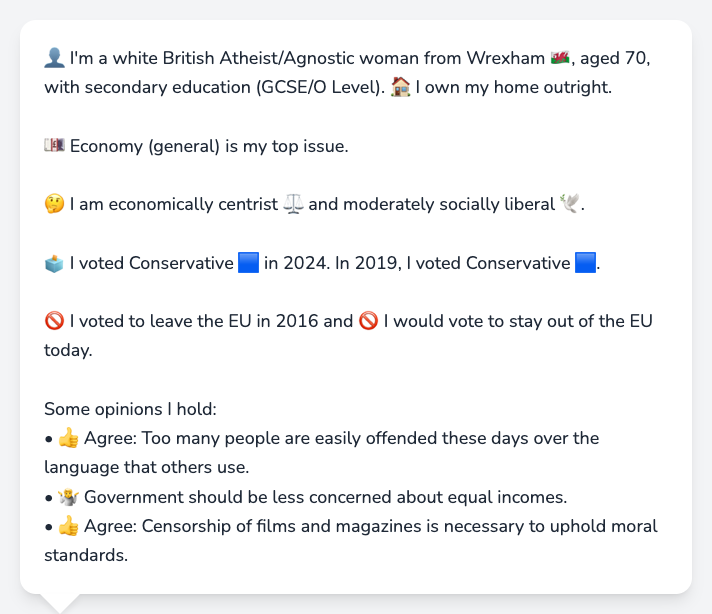 👤 I'm a white British Atheist/Agnostic woman from Wrexham 🏴󠁧󠁢󠁷󠁬󠁳󠁿, aged 70,
with secondary education (GCSE/O Level). 🏠 I own my home outright.
💷 Economy (general) is my top issue.
🤔 I am economically centrist ⚖️ and moderately socially liberal 🕊️.
🗳️ I voted Conservative 🟦 in 2024. In 2019, I voted Conservative 🟦.
🚫 I voted to leave the EU in 2016 and 🚫 I would vote to stay out of the EU
today.
Some opinions I hold:
• 👍 Agree: Too many people are easily offended these days over the
language that others use.
• 🤷 Government should be less concerned about equal incomes.
• 👍 Agree: Censorship of films and magazines is necessary to uphold moral
standards.